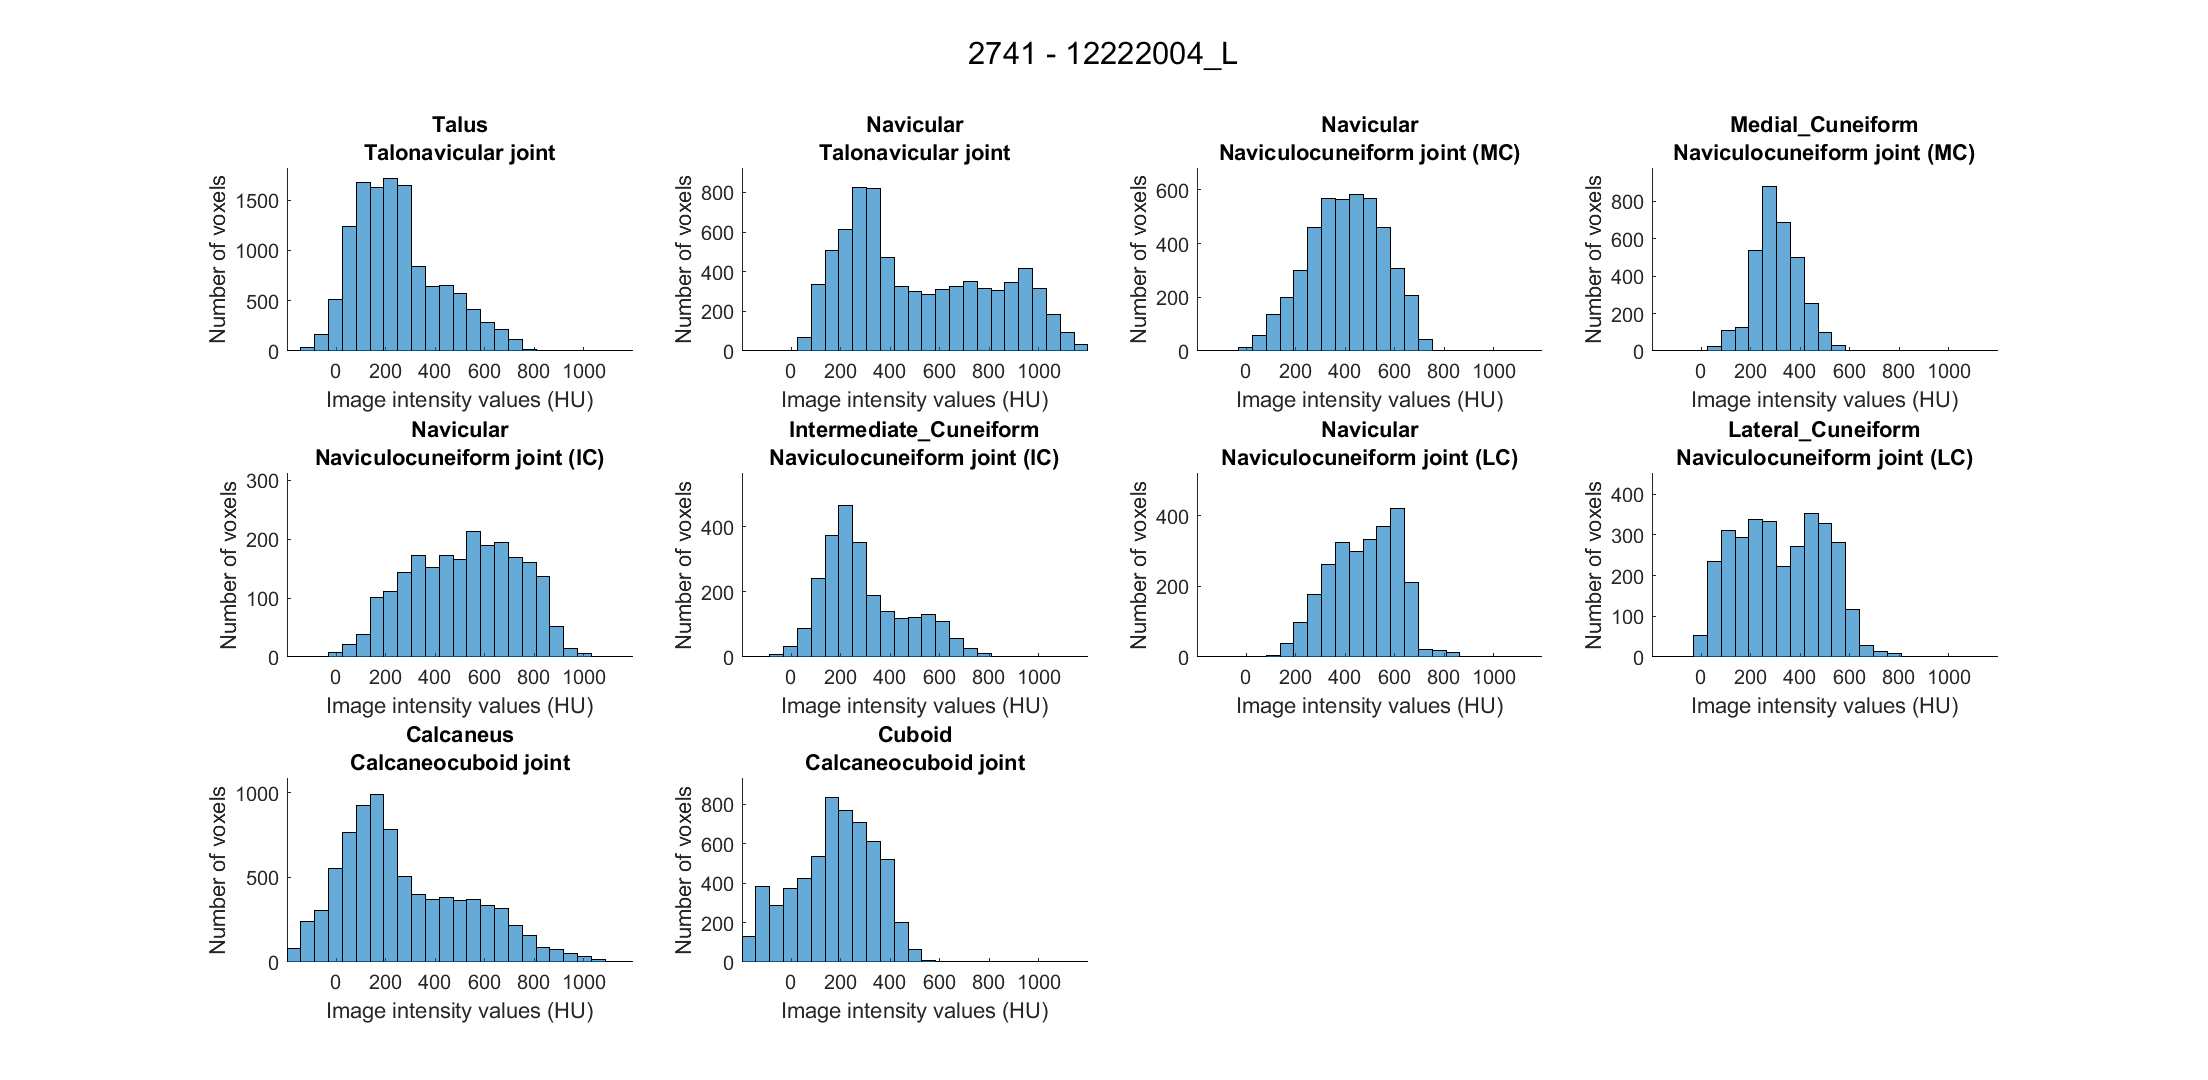 2741 - 12222004_L
Talus
Talonavicular joint
Number of voxels
1500
1000
500
0
0 200 400 600 800 1000
Image intensity values (HU)
Navicular
Talonavicular joint
Number of voxels
800
600
400
200
0
0 200 400 600 800 1000
Image intensity values (HU)
Navicular
Naviculocuneiform joint (MC)
Number of voxels
600
400
200
0
0 200 400 600 800 1000
Image intensity values (HU)
Medial_Cuneiform
Naviculocuneiform joint (MC)
Number of voxels
800
600
400
200
0
0 200 400 600 800 1000
Image intensity values (HU)
Navicular
Naviculocuneiform joint (IC)
Number of voxels
300
200
100
0
0 200 400 600 800 1000
Image intensity values (HU)
Intermediate_Cuneiform
Naviculocuneiform joint (IC)
Number of voxels
400
200
0
0 200 400 600 800 1000
Image intensity values (HU)
Navicular
Naviculocuneiform joint (LC)
Number of voxels
400
200
0
0 200 400 600 800 1000
Image intensity values (HU)
Lateral_Cuneiform
Naviculocuneiform joint (LC)
Number of voxels
400
300
200
100
0
0 200 400 600 800 1000
Image intensity values (HU)
Calcaneus
Calcaneocuboid joint
Number of voxels
1000
500
0
0 200 400 600 800 1000
Image intensity values (HU)
Cuboid
Calcaneocuboid joint
Number of voxels
800
600
400
200
0
0 200 400 600 800 1000
Image intensity values (HU)